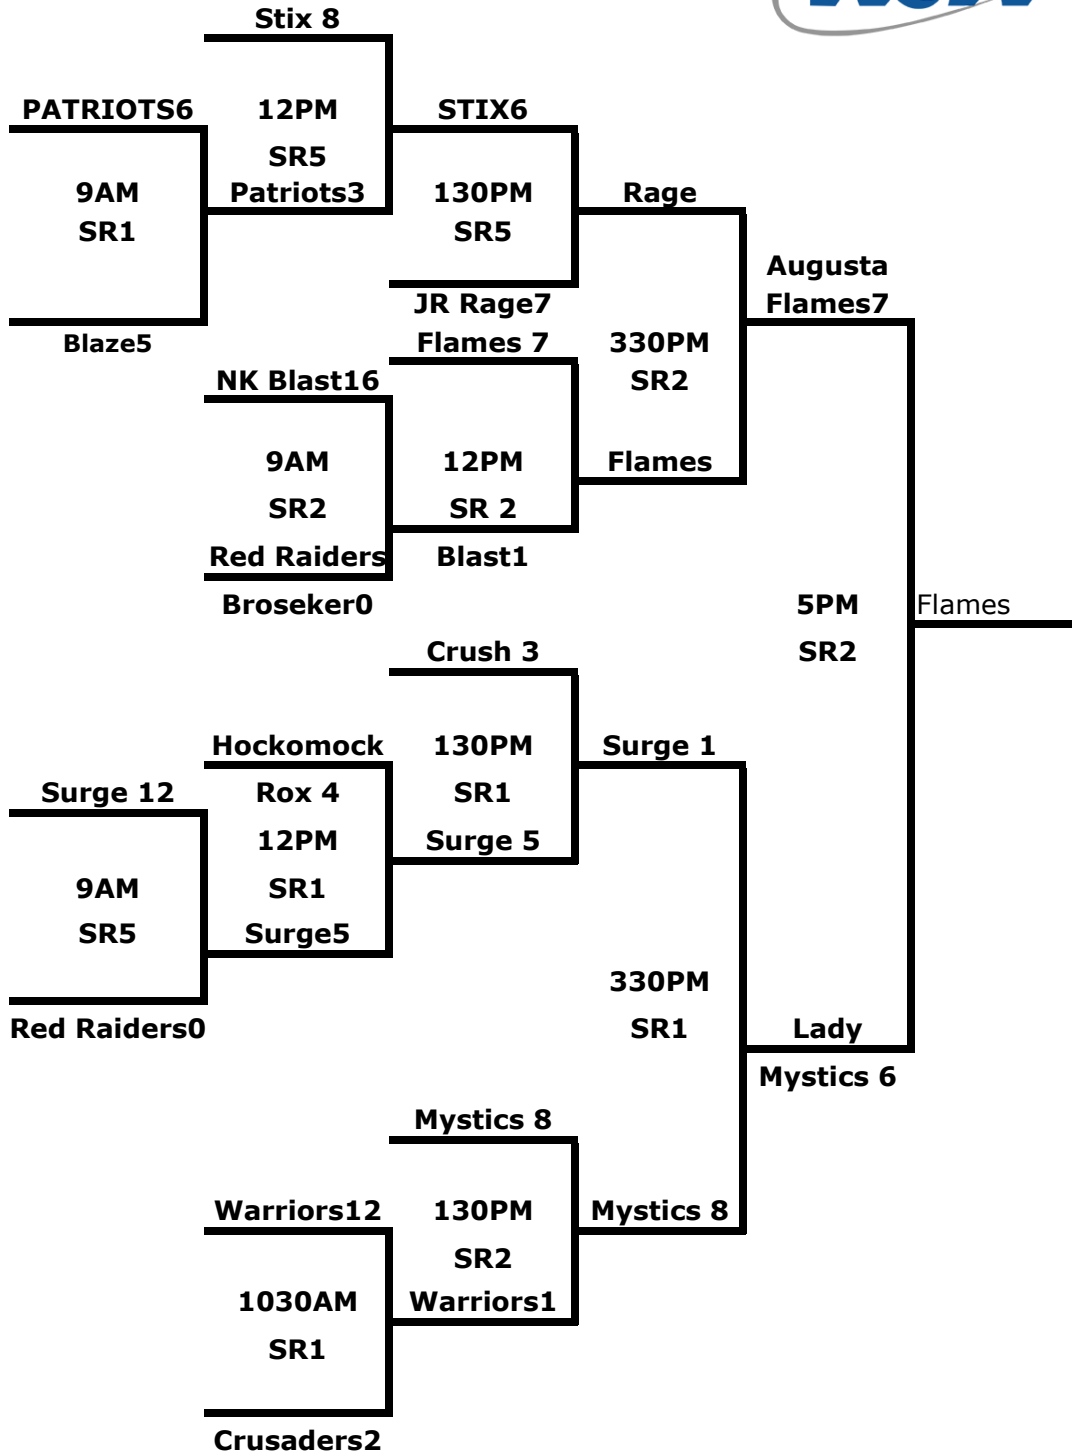 Stix 8
PATRIOTS6
12PM
STIX6
SR5
9AM
Patriots3
130PM
Rage
SR1
SR5
Augusta
JR Rage7
Flames7
Blaze5
Flames 7
330PM
NK Blast16
SR2
9AM
12PM
Flames
SR2
SR 2
Red Raiders
Blast1
Broseker0
5PM
Flames
Crush 3
SR2
Hockomock
130PM
Surge 1
Surge 12
Rox 4
SR1
12PM
Surge 5
9AM
SR1
SR5
Surge5
330PM
Red Raiders0
SR1
Lady
Mystics 6
Mystics 8
Warriors12
130PM
Mystics 8
SR2
1030AM
Warriors1
SR1
Crusaders2